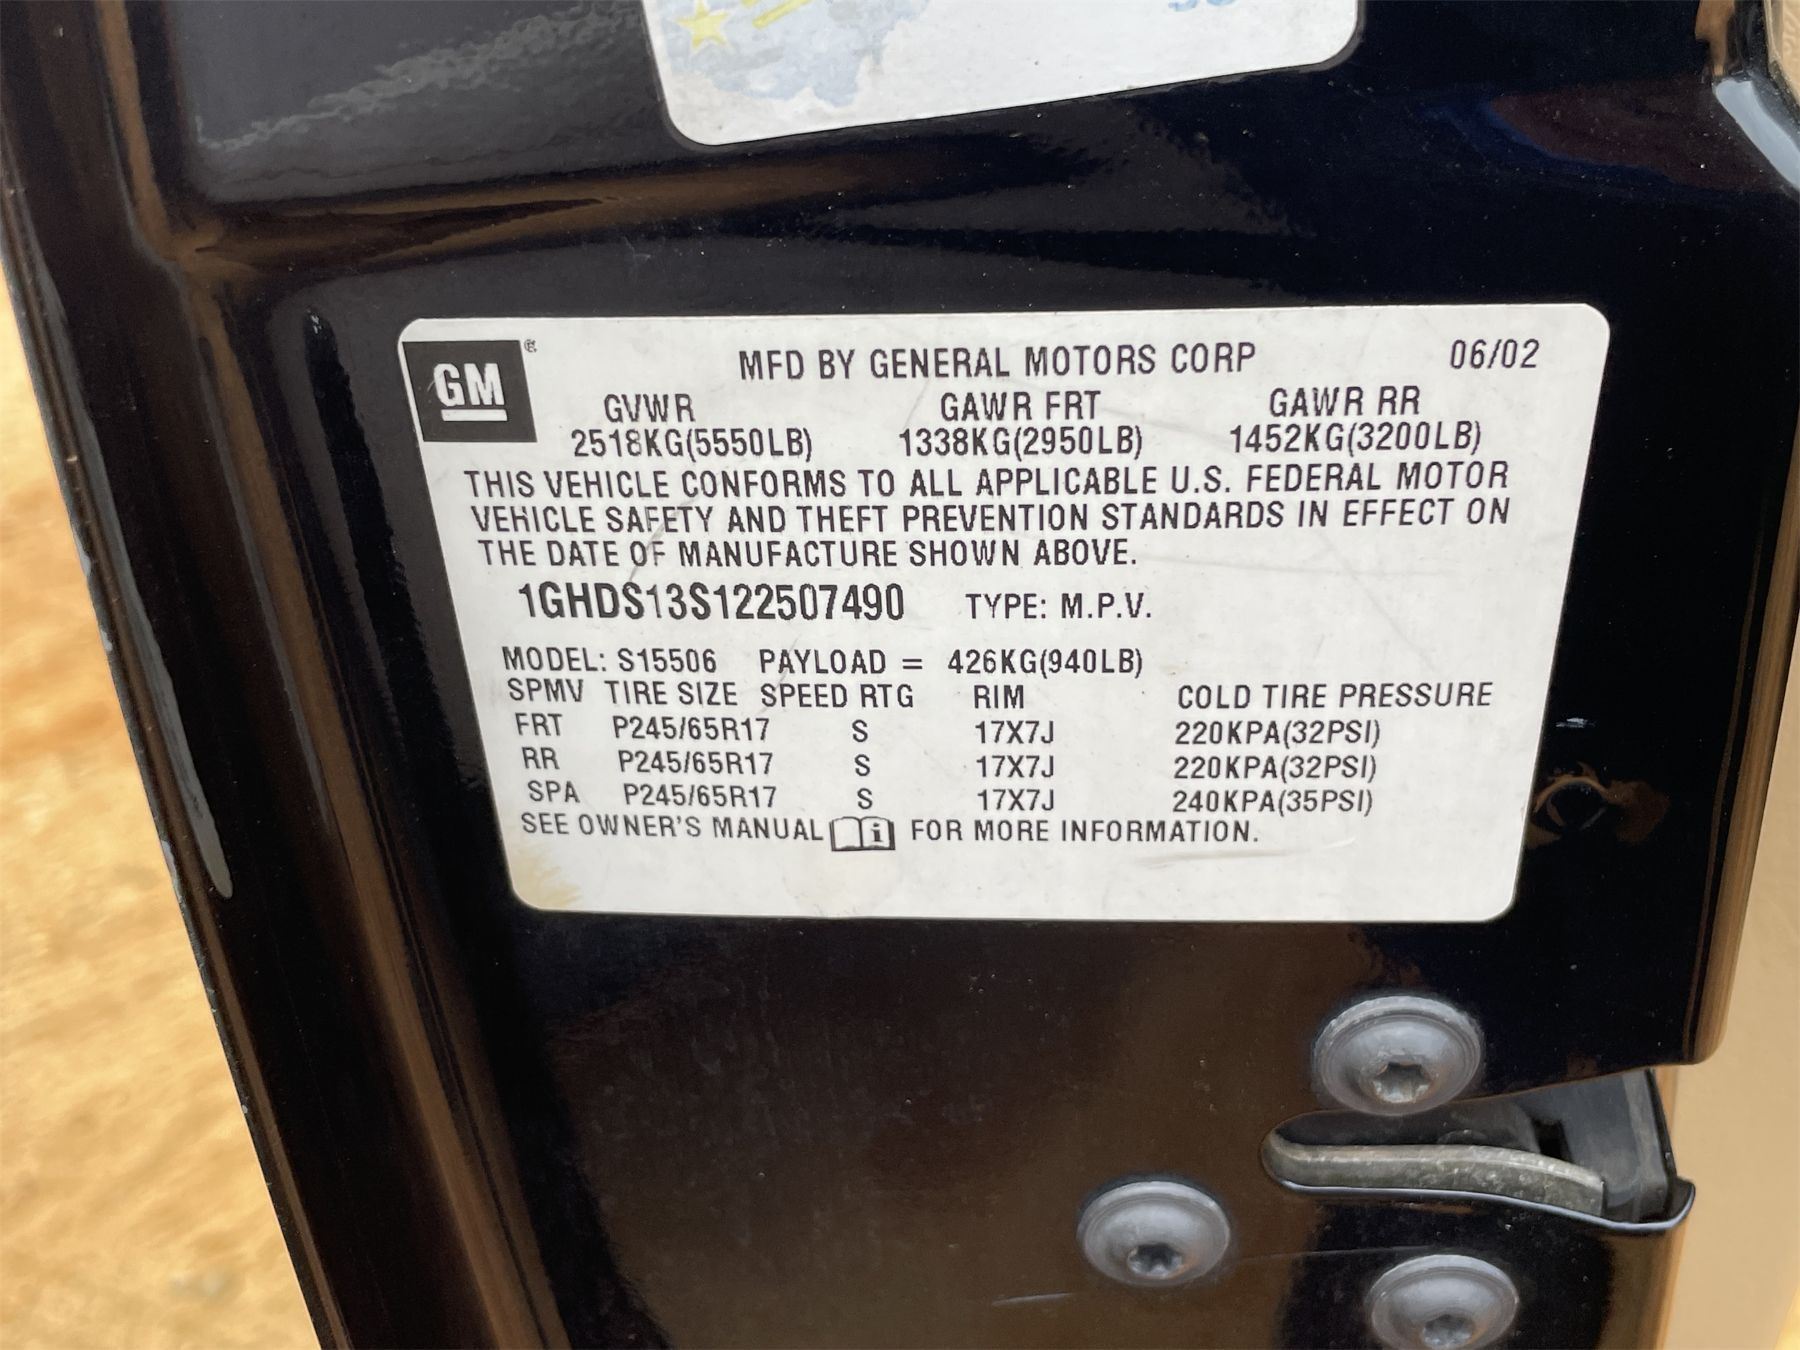 GM®
MFD BY GENERAL MOTORS CORP 06/02
GVWR GAWR FRT GAWR RR
2518KG(5550LB) 1338KG(2950LB) 1452KG(3200LB)
THIS VEHICLE CONFORMS TO ALL APPLICABLE U.S. FEDERAL MOTOR
VEHICLE SAFETY AND THEFT PREVENTION STANDARDS IN EFFECT ON
THE DATE OF MANUFACTURE SHOWN ABOVE.
1GHDS13S122507490 TYPE: M.P.V.
MODEL: S15506 PAYLOAD = 426KG(940LB)
SPMV TIRE SIZE SPEED RTG RIM COLD TIRE PRESSURE
FRT P245/65R17 S 17X7J 220KPA(32PSI)
RR P245/65R17 S 17X7J 220KPA(32PSI)
SPA P245/65R17 S 17X7J 240KPA(35PSI)
SEE OWNER'S MANUAL i FOR MORE INFORMATION.